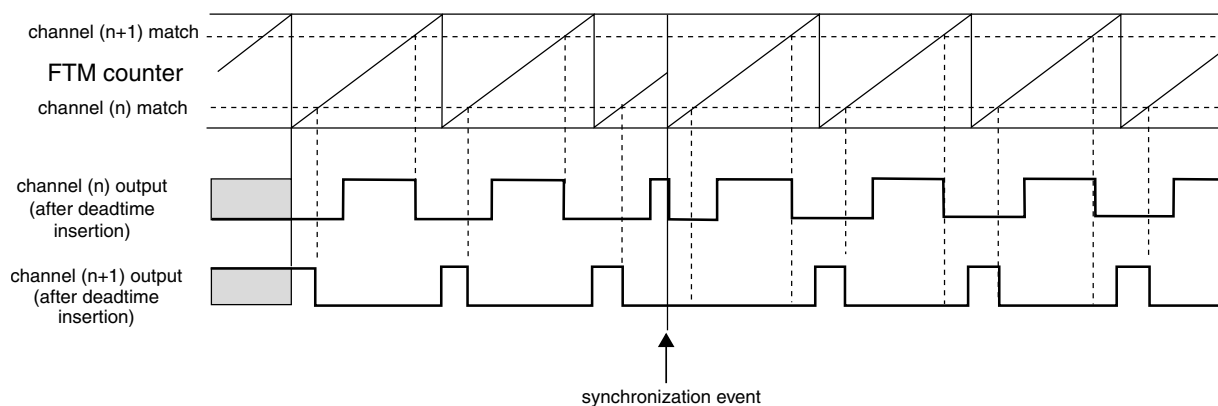 channel (n+1) match
FTM counter
channel (n) match
channel (n) output
(after deadtime
insertion)
channel (n+1) output
(after deadtime
insertion)
synchronization event